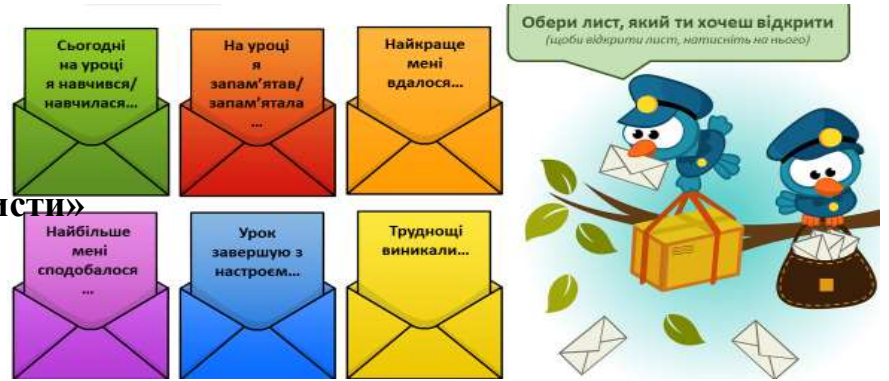 Сьогодні
на уроці
я навчився/
навчилася...
На уроці
я
запам'ятав/
запам'ятала
...
Найкраще
мені
вдалося...
Обери лист, який ти хочеш відкрити
(щоби відкрити лист, натисніть на нього)
исти»
Найбільше
мені
сподобалося
...
Урок
завершую з
настроєм...
Труднощі
виникали...